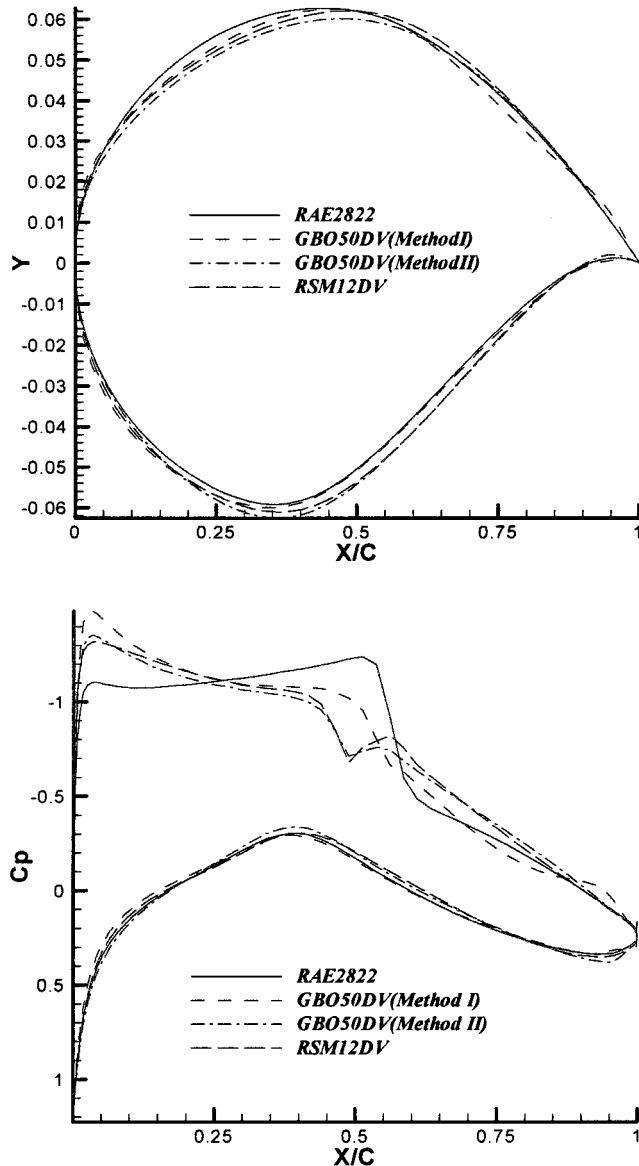 0.06
0.05
0.04
0.03
0.02
0.01
0
-0.01
-0.02
-0.03
-0.04
-0.05
-0.06
Y
RAE2822
GBO50DV(MethodI)
GBO50DV(MethodII)
RSM12DV
0 0.25 0.5 0.75 1
X/C
-1
-0.5
0
0.5
1
Cp
RAE2822
GBO50DV(Method I)
GBO50DV(Method II)
RSM12DV
0.25 0.5 0.75 1
X/C